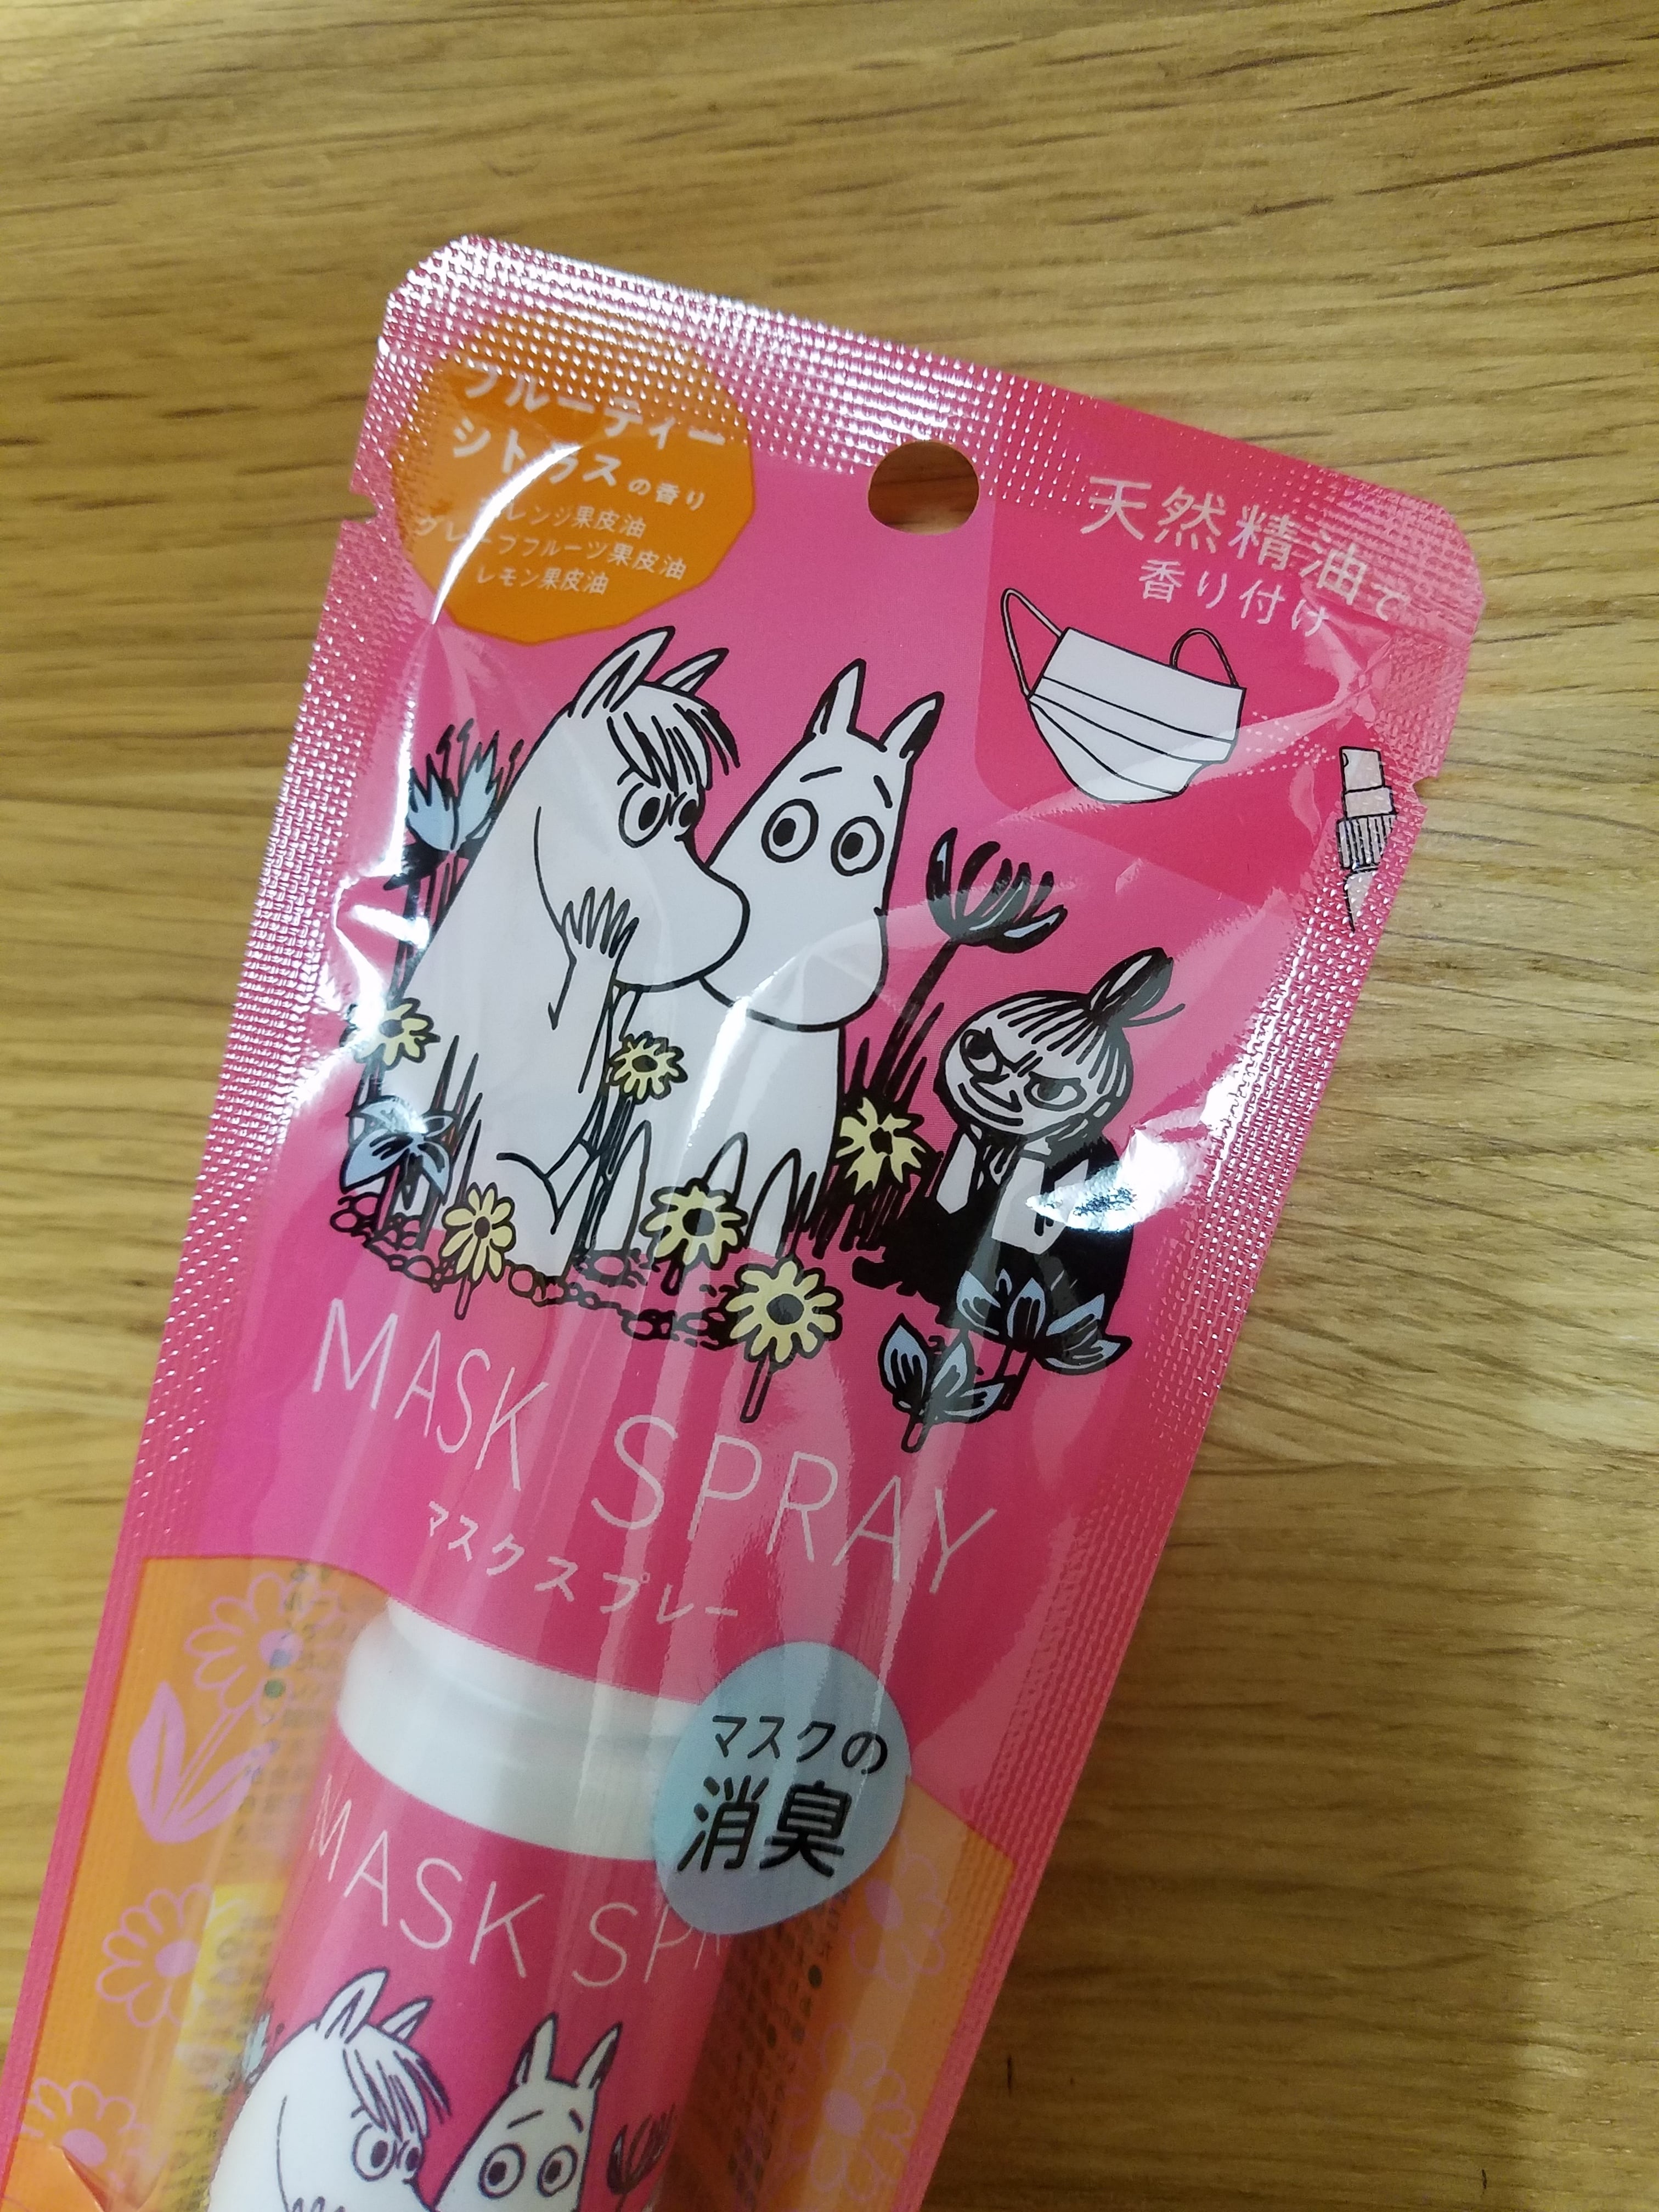 フルーティー
シトラスの香り
オレンジ果皮油
グレープフルーツ果皮油
レモン果皮油
天然精油で
香り付け
MASK SPRAY
マスクスプレー
マスクの
消臭
MASK